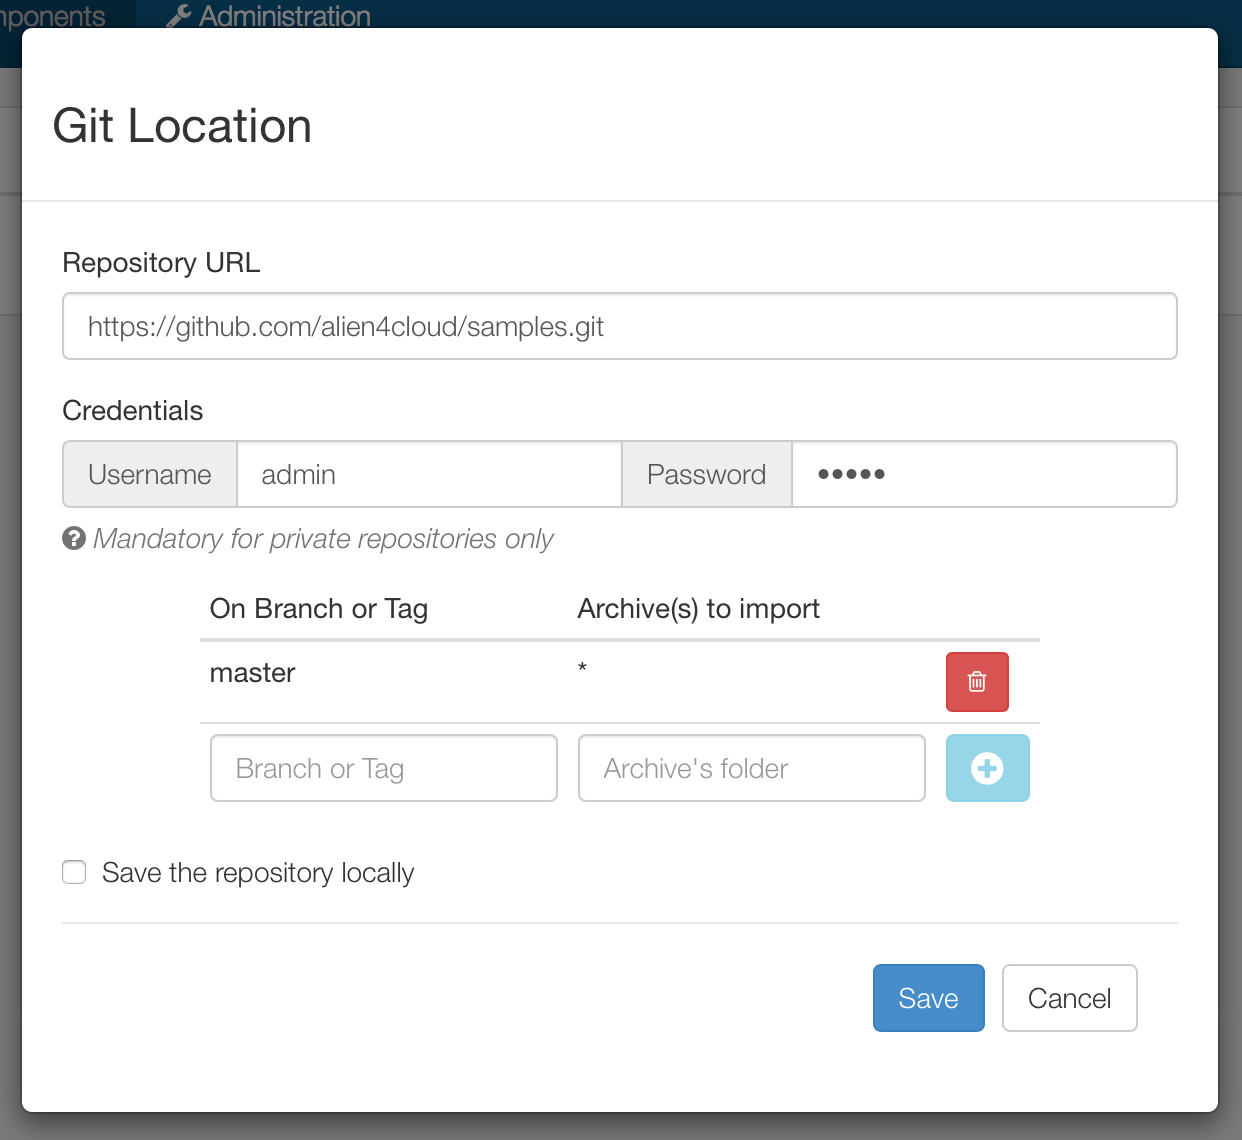 Administration
Git Location
Repository URL
https://github.com/alien4cloud/samples.git
Credentials
Username admin Password •••••
Mandatory for private repositories only
On Branch or Tag Archive(s) to import
master *
Branch or Tag Archive's folder
Save the repository locally
Save Cancel